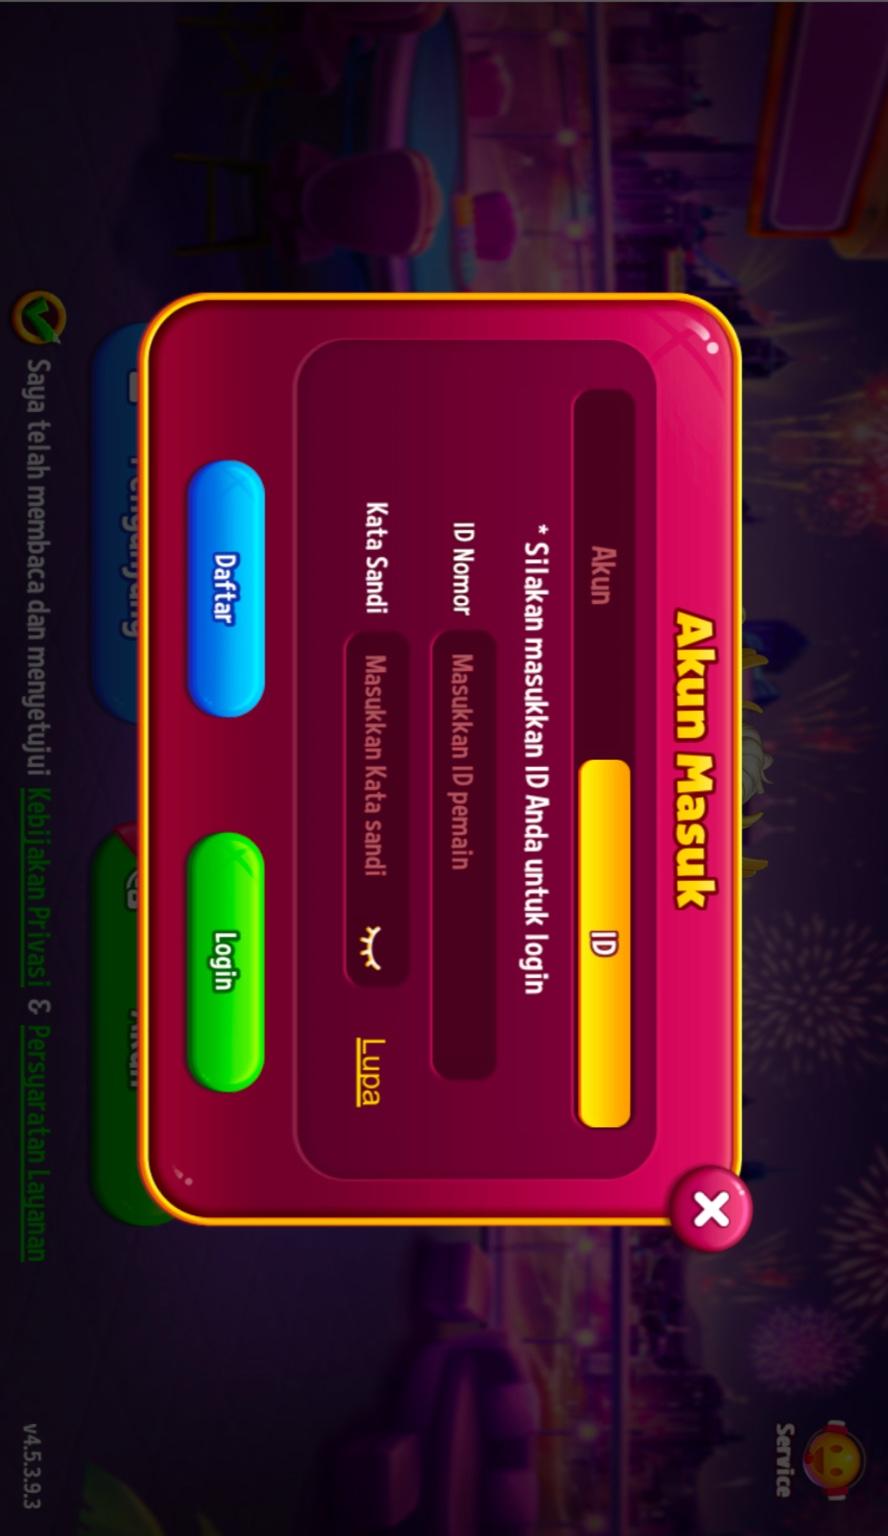 Akun Masuk
Akun
ID
* Silakan masukkan ID Anda untuk login
ID Nomor
Masukkan ID pemain
Kata Sandi
Masukkan Kata sandi
Lupa
Daftar
Login
Saya telah membaca dan menyetujui Kebijakan Privasi & Persyaratan Layanan
Service
v4.5.3.9.3